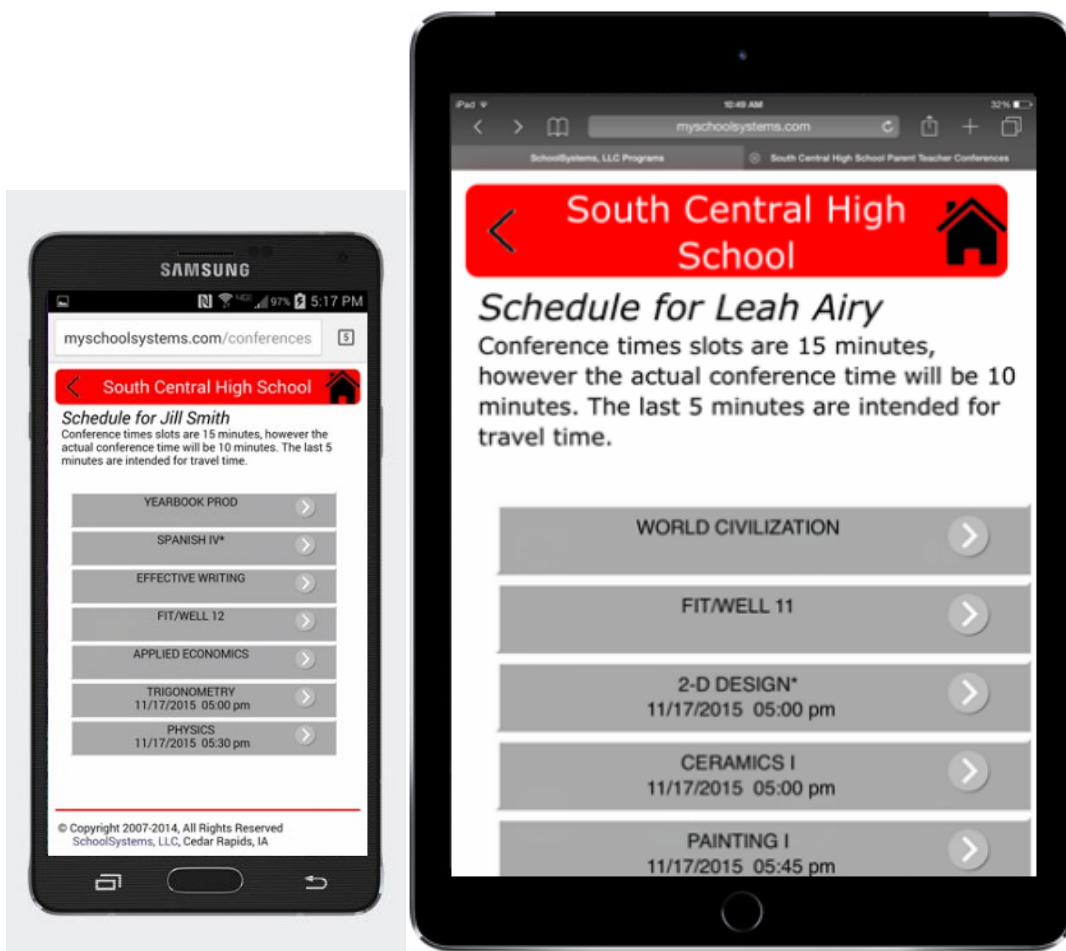 SAMSUNG
97% 5:17 PM
myschoolsystems.com/conferences 5
South Central High School
Schedule for Jill Smith
Conference times slots are 15 minutes, however the
actual conference time will be 10 minutes. The last 5
minutes are intended for travel time.
YEARBOOK PROD
SPANISH IV*
EFFECTIVE WRITING
FIT/WELL 12
APPLIED ECONOMICS
TRIGONOMETRY
11/17/2015 05:00 pm
PHYSICS
11/17/2015 05:30 pm
© Copyright 2007-2014, All Rights Reserved
SchoolSystems, LLC, Cedar Rapids, IA
iPad 10:49 AM 32%
myschoolsystems.com
SchoolSystems, LLC Programs South Central High School Parent Teacher Conferences
South Central High
School
Schedule for Leah Airy
Conference times slots are 15 minutes,
however the actual conference time will be 10
minutes. The last 5 minutes are intended for
travel time.
WORLD CIVILIZATION
FIT/WELL 11
2-D DESIGN*
11/17/2015 05:00 pm
CERAMICS I
11/17/2015 05:00 pm
PAINTING I
11/17/2015 05:45 pm